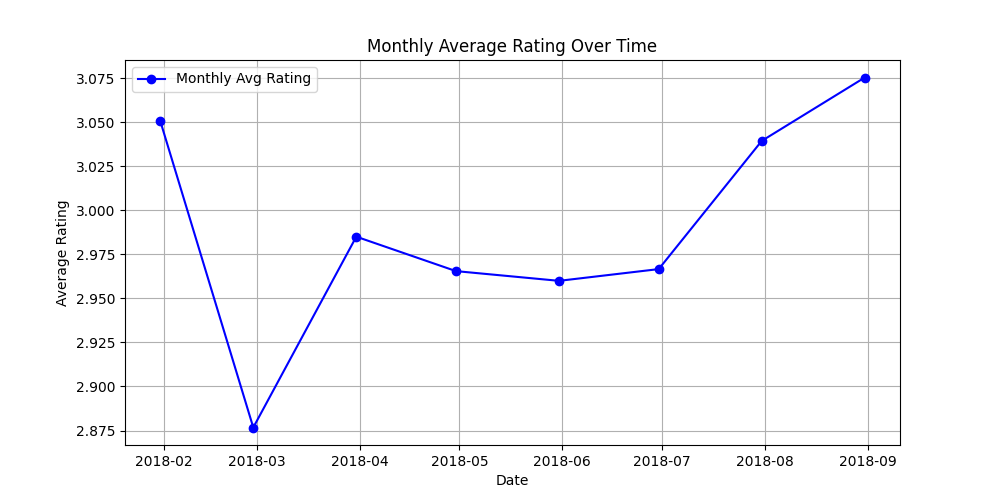 Monthly Average Rating Over Time
Monthly Avg Rating
3.075
3.050
3.025
3.000
2.975
2.950
2.925
2.900
2.875
Average Rating
2018-02 2018-03 2018-04 2018-05 2018-06 2018-07 2018-08 2018-09
Date